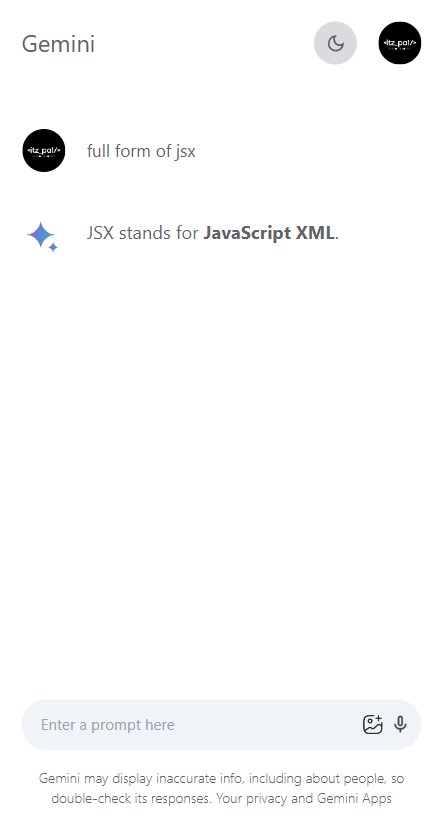 Gemini
<itz_pal/>
<itz_pal/>
full form of jsx
JSX stands for JavaScript XML.
Enter a prompt here
Gemini may display inaccurate info, including about people, so
double-check its responses. Your privacy and Gemini Apps